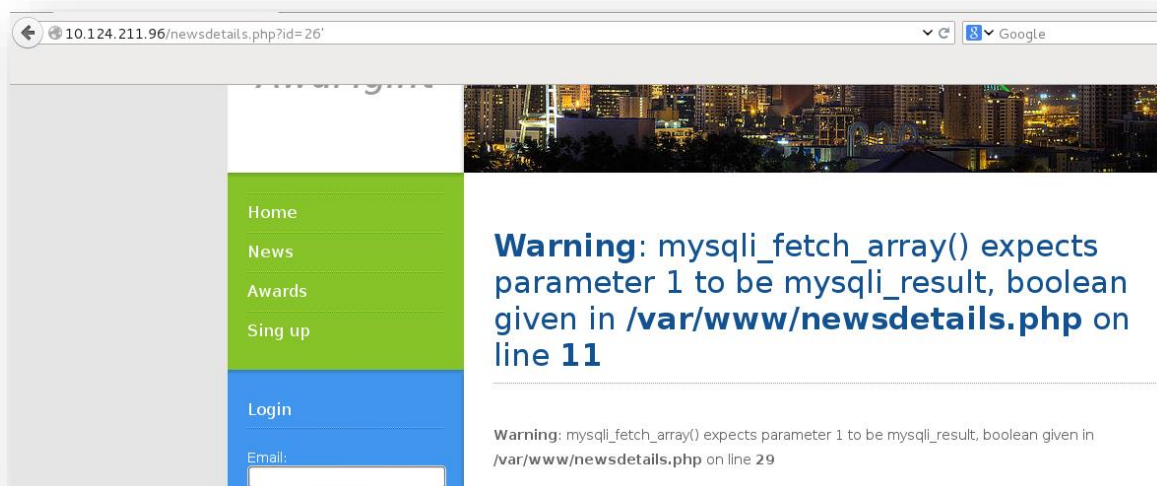 10.124.211.96/newsdetails.php?id=26'
Google
Home
News
Awards
Sing up
Login
Email:
Warning: mysqli_fetch_array() expects
parameter 1 to be mysqli_result, boolean
given in /var/www/newsdetails.php on
line 11
Warning: mysqli_fetch_array() expects parameter 1 to be mysqli_result, boolean given in
/var/www/newsdetails.php on line 29